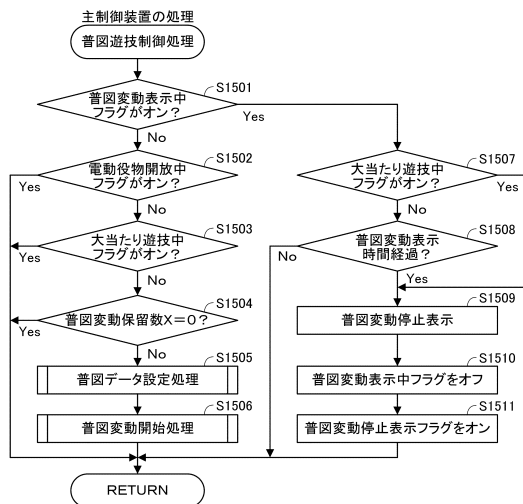 主制御装置の処理
普図遊技制御処理
S1501
普図変動表示中
フラグがオン？
Yes
No
S1502
電動役物開放中
フラグがオン？
Yes
No
S1503
大当たり遊技中
フラグがオン？
Yes
No
S1504
普図変動保留数X＝0？
Yes
No
S1505
普図データ設定処理
S1506
普図変動開始処理
RETURN
S1507
大当たり遊技中
フラグがオン？
Yes
No
S1508
普図変動表示
時間経過？
No
Yes
S1509
普図変動停止表示
S1510
普図変動表示中フラグをオフ
S1511
普図変動停止表示フラグをオン